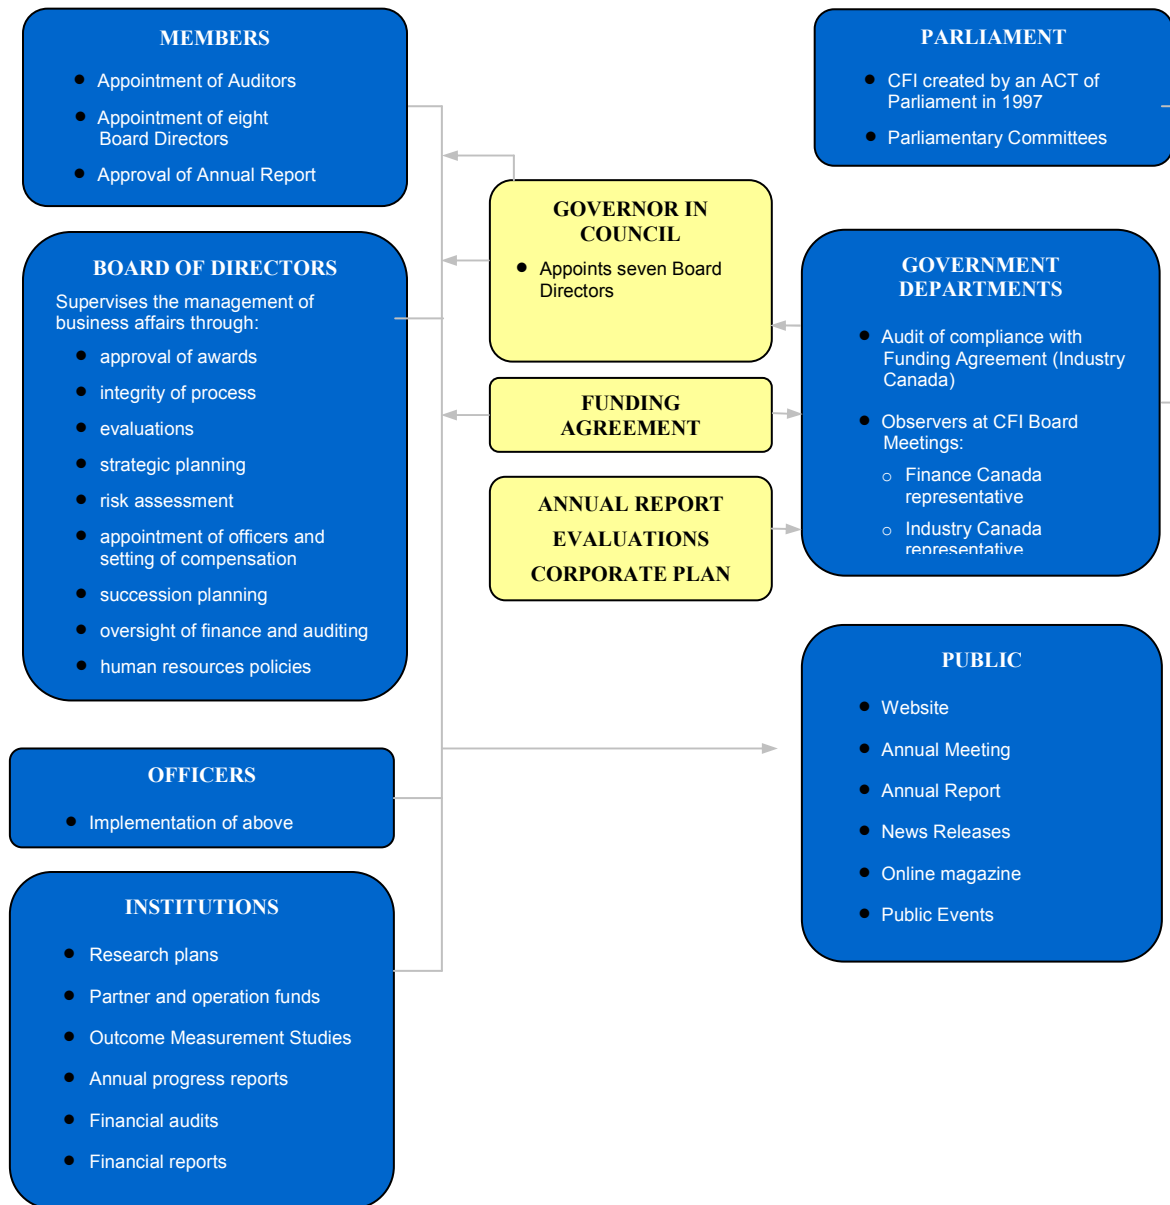 MEMBERS
Appointment of Auditors
Appointment of eight
Board Directors
Approval of Annual Report
BOARD OF DIRECTORS
Supervises the management of
business affairs through:
approval of awards
integrity of process
evaluations
strategic planning
risk assessment
appointment of officers and
setting of compensation
succession planning
oversight of finance and auditing
human resources policies
OFFICERS
Implementation of above
INSTITUTIONS
Research plans
Partner and operation funds
Outcome Measurement Studies
Annual progress reports
Financial audits
Financial reports
GOVERNOR IN
COUNCIL
Appoints seven Board
Directors
FUNDING
AGREEMENT
ANNUAL REPORT
EVALUATIONS
CORPORATE PLAN
PARLIAMENT
CFI created by an ACT of
Parliament in 1997
Parliamentary Committees
GOVERNMENT
DEPARTMENTS
Audit of compliance with
Funding Agreement (Industry
Canada)
Observers at CFI Board
Meetings:
Finance Canada
representative
Industry Canada
representative
PUBLIC
Website
Annual Meeting
Annual Report
News Releases
Online magazine
Public Events